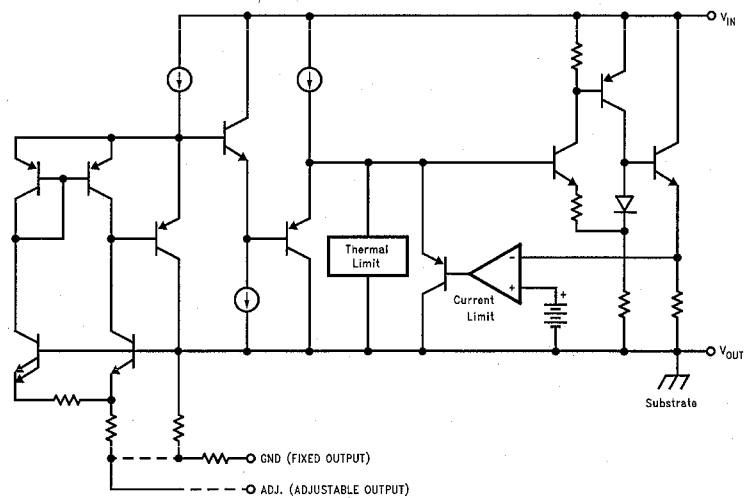 VIN
Thermal
Limit
-
+
Current
Limit
+
VOUT
Substrate
GND (FIXED OUTPUT)
ADJ. (ADJUSTABLE OUTPUT)